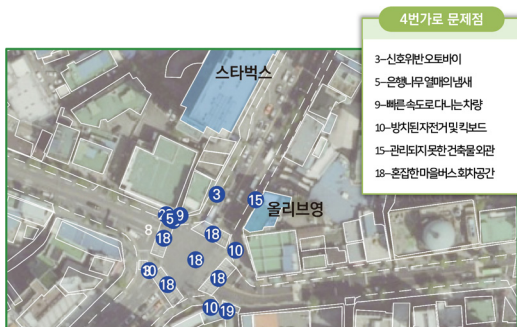 4번가로 문제점
3-신호위반 오토바이
5-은행나무 열매의 냄새
9-빠른 속도로 다니는 차량
10-방치된 자전거 및 킥보드
15-관리되지 못한 건축물 외관
18-혼잡한 마을버스 회차공간
스타벅스
3
15
올리브영
5
9
8
18
18
10
18
18
18
10
19